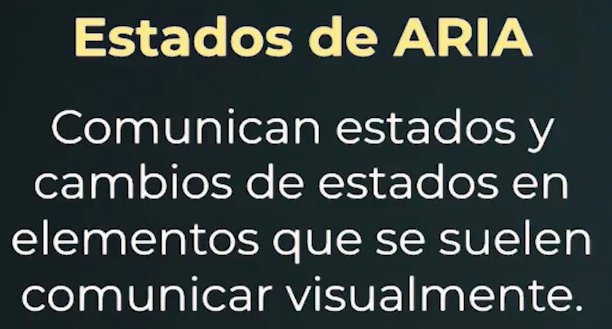 Estados de ARIA
Comunican estados y
cambios de estados en
elementos que se suelen
comunicar visualmente.